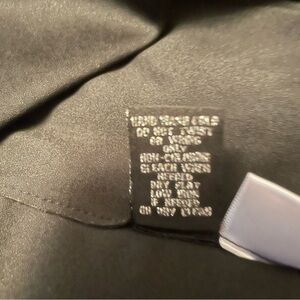 HAND WASH COLD
DO NOT TWIST
OR WRING
ONLY
NON-CHLORINE
BLEACH WHEN
NEEDED
DRY FLAT
LOW IRON
IF NEEDED
OR DRY CLEAN